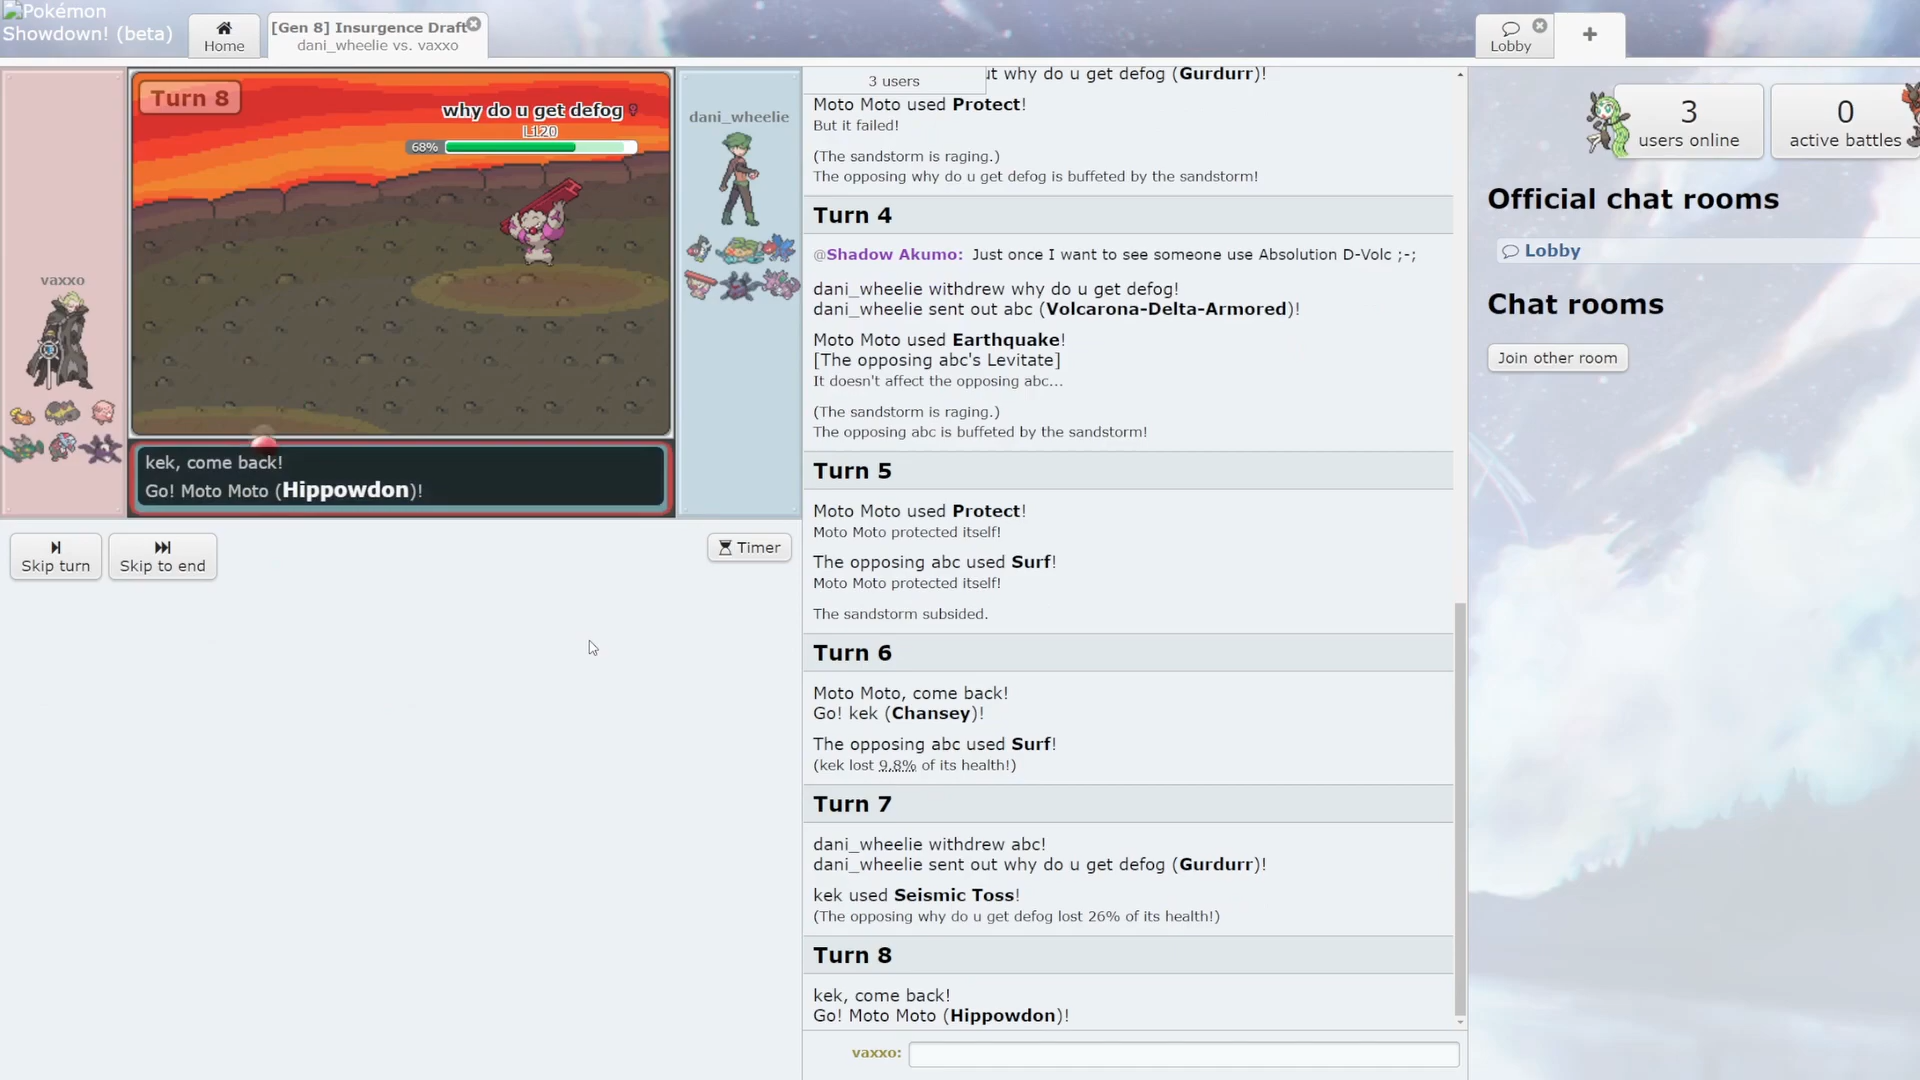 Pokémon
Showdown! (beta)
Home
[Gen 8] Insurgence Draft
dani_wheelie vs. vaxxo
Lobby
Turn 8
why do u get defog ♀
L120
68%
vaxxo
dani_wheelie
kek, come back!
Go! Moto Moto (Hippowdon)!
Skip turn
Skip to end
Timer
3 users
ut why do u get defog (Gurdurr)!
Moto Moto used Protect!
But it failed!
(The sandstorm is raging.)
The opposing why do u get defog is buffeted by the sandstorm!
Turn 4
@Shadow Akumo: Just once I want to see someone use Absolution D-Volc ;-;
dani_wheelie withdrew why do u get defog!
dani_wheelie sent out abc (Volcarona-Delta-Armored)!
Moto Moto used Earthquake!
[The opposing abc's Levitate]
It doesn't affect the opposing abc...
(The sandstorm is raging.)
The opposing abc is buffeted by the sandstorm!
Turn 5
Moto Moto used Protect!
Moto Moto protected itself!
The opposing abc used Surf!
Moto Moto protected itself!
The sandstorm subsided.
Turn 6
Moto Moto, come back!
Go! kek (Chansey)!
The opposing abc used Surf!
(kek lost 9.8% of its health!)
Turn 7
dani_wheelie withdrew abc!
dani_wheelie sent out why do u get defog (Gurdurr)!
kek used Seismic Toss!
(The opposing why do u get defog lost 26% of its health!)
Turn 8
kek, come back!
Go! Moto Moto (Hippowdon)!
vaxxo:
3
users online
0
active battles
Official chat rooms
Lobby
Chat rooms
Join other room